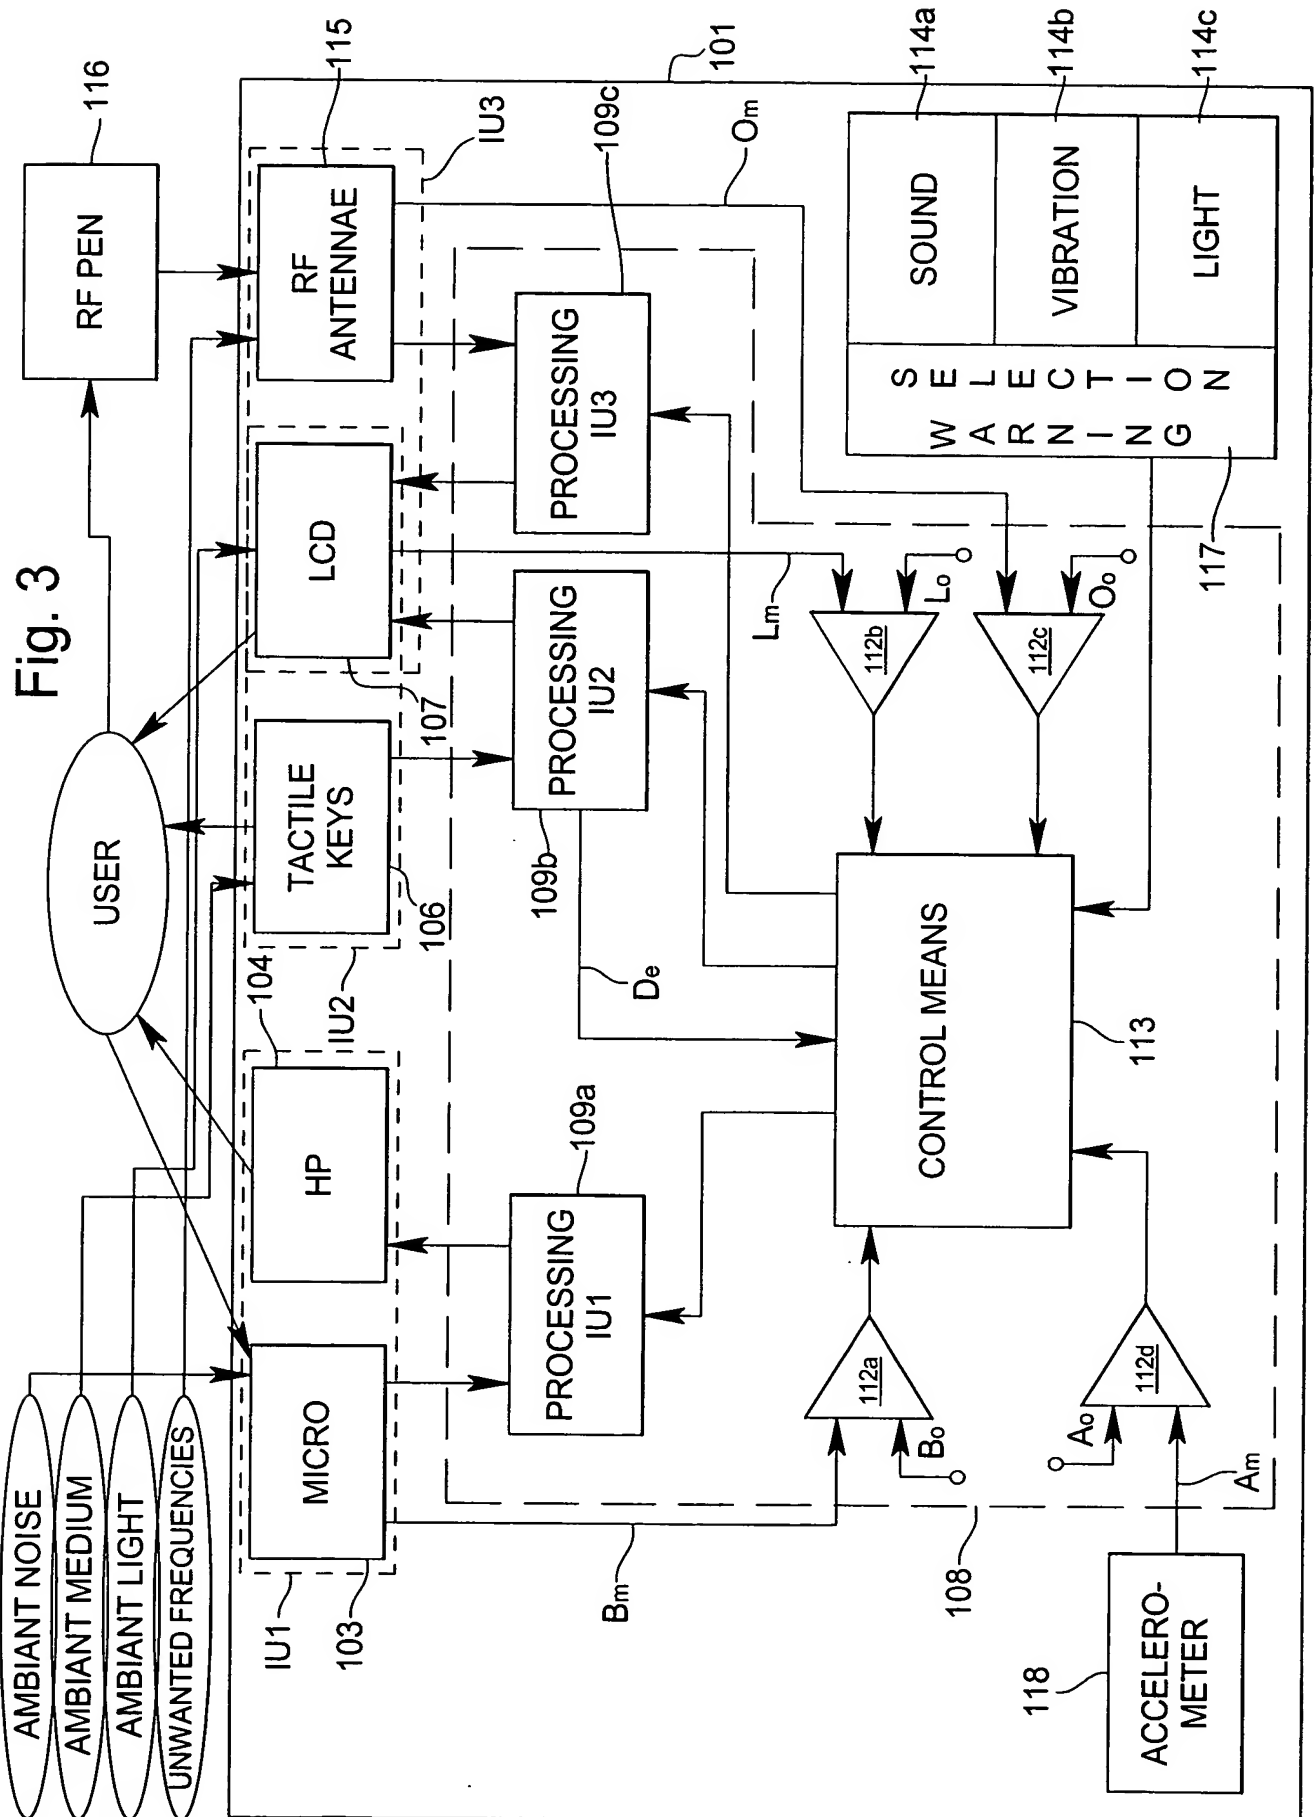 Fig. 3
AMBIANT NOISE
AMBIANT MEDIUM
AMBIANT LIGHT
UNWANTED FREQUENCIES
USER
RF PEN
116
IU1
103
MICRO
HP
104
IU2
TACTILE
KEYS
106
LCD
107
RF
ANTENNAE
115
IU3
101
PROCESSING
IU1
109a
PROCESSING
IU2
109b
PROCESSING
IU3
109c
Bm
De
Lm
Om
112a
Bo
112b
Lo
112c
Oo
112d
Ao
Am
CONTROL MEANS
113
108
118
ACCELERO-
METER
WARNING
SELECTION
117
SOUND
VIBRATION
LIGHT
114a
114b
114c